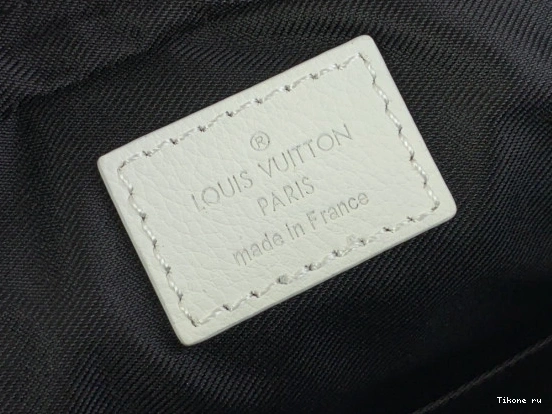 ®
LOUIS VUITTON
PARIS
made in France
Tikone ru